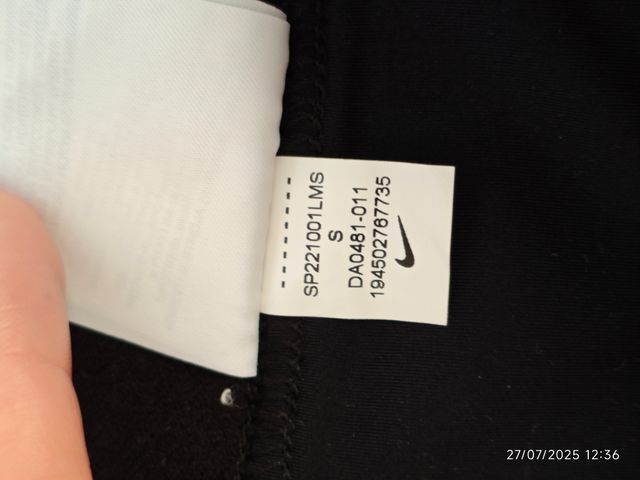 --------
SP221001LMS
S
DA0481-011
194502787735
27/07/2025 12:36